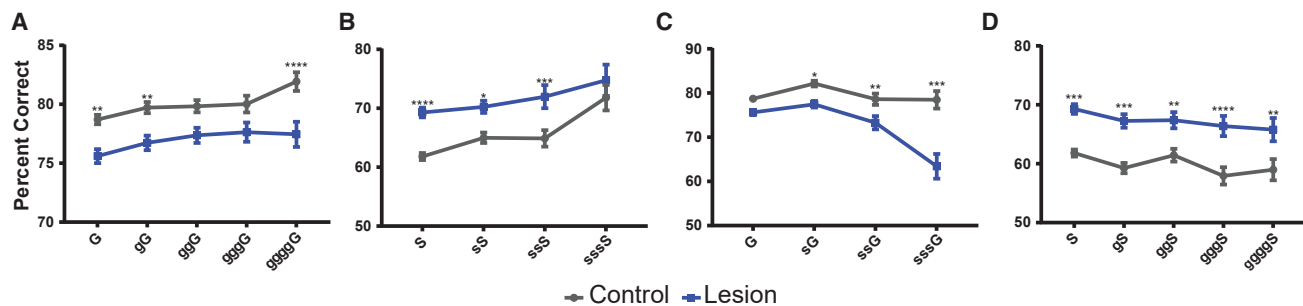 A
B
C
D
Percent Correct
85
80
75
70
** ** ****
G gG ggG gggG ggggG
80
70
60
50
**** * ***
S sS ssS sssS
90
80
70
60
50
* ** ***
G sG ssG sssG
80
70
60
50
*** *** ** **** **
S gS ggS gggS ggggS
Control Lesion